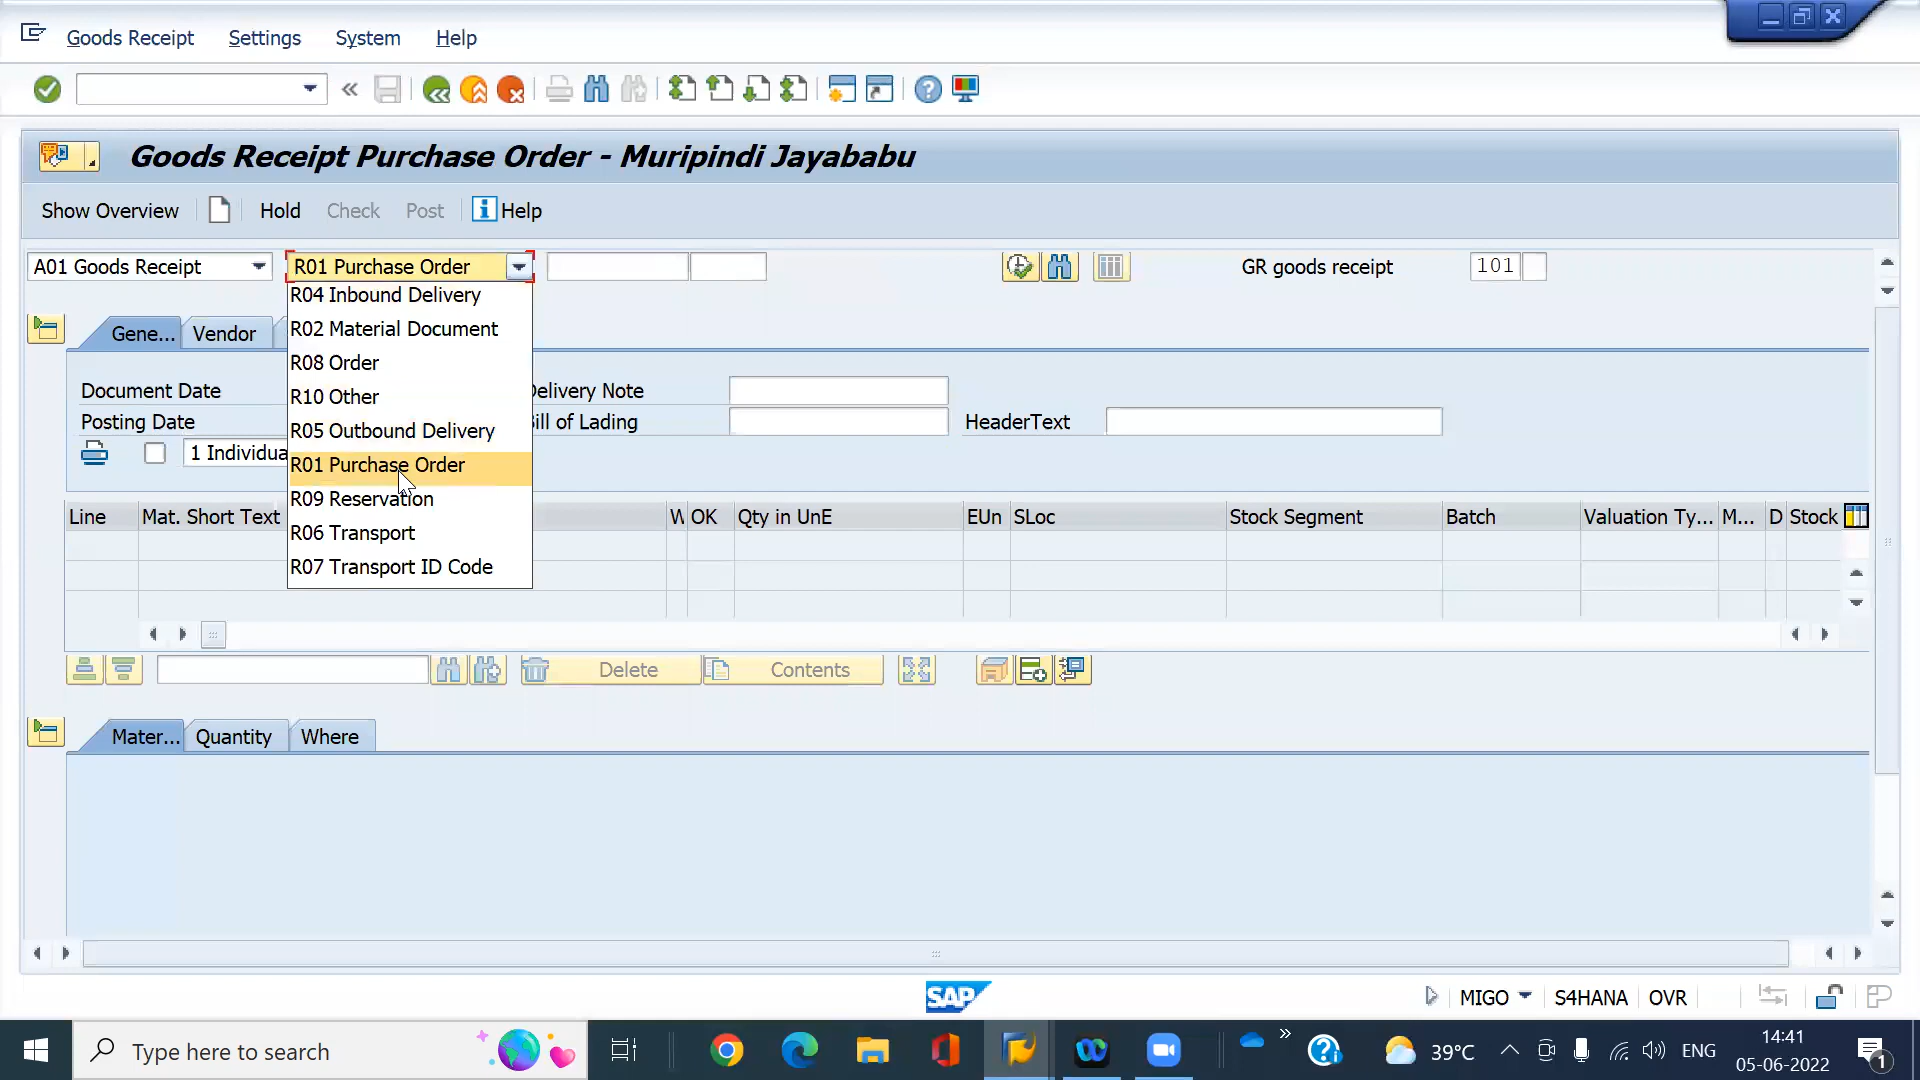 Goods Receipt Settings System Help
Goods Receipt Purchase Order - Muripindi Jayababu
Show Overview Hold Check Post Help
A01 Goods Receipt R01 Purchase Order GR goods receipt 101
R04 Inbound Delivery
R02 Material Document
R08 Order
R10 Other
R05 Outbound Delivery
R01 Purchase Order
R09 Reservation
R06 Transport
R07 Transport ID Code
Gene... Vendor
Document Date Delivery Note
Posting Date Bill of Lading HeaderText
1 Individua
Line Mat. Short Text OK Qty in UnE EUn SLoc Stock Segment Batch Valuation Ty... M... D Stock
Delete Contents
Mater... Quantity Where
SAP
MIGO S4HANA OVR
Type here to search
39°C ENG
14:41
05-06-2022
1